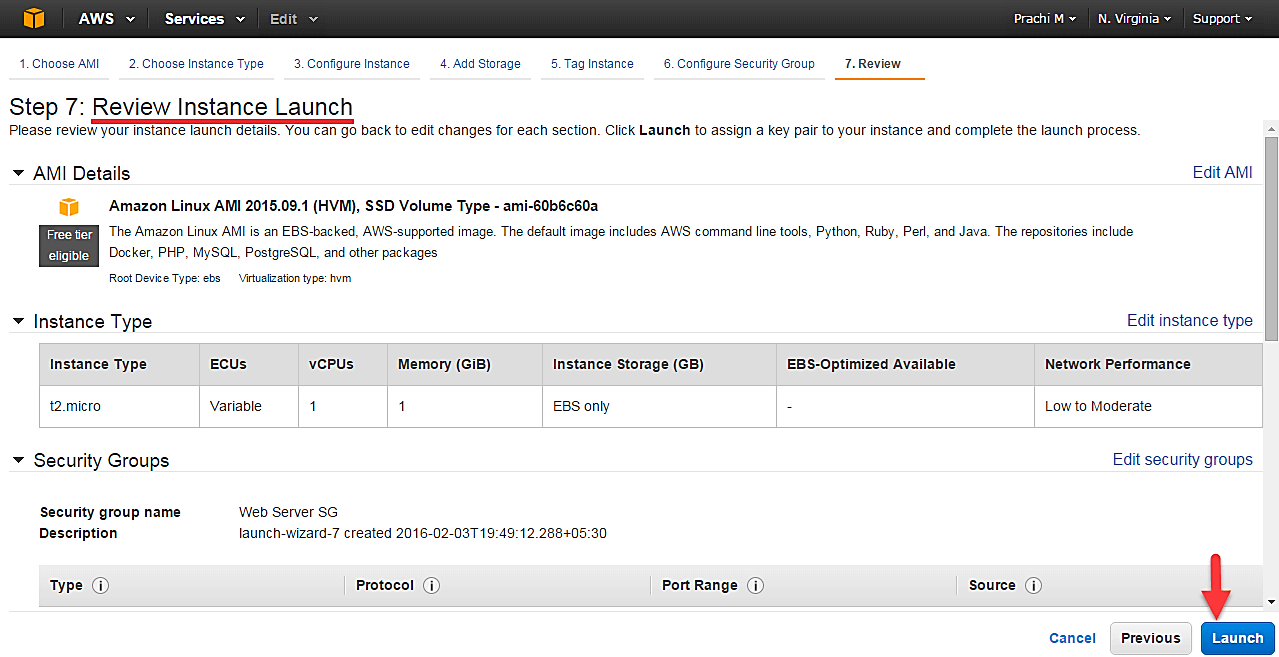 AWS Services Edit Prachi M N. Virginia Support
1. Choose AMI 2. Choose Instance Type 3. Configure Instance 4. Add Storage 5. Tag Instance 6. Configure Security Group 7. Review
Step 7: Review Instance Launch
Please review your instance launch details. You can go back to edit changes for each section. Click Launch to assign a key pair to your instance and complete the launch process.
AMI Details Edit AMI
Amazon Linux AMI 2015.09.1 (HVM), SSD Volume Type - ami-60b6c60a
Free tier
eligible
The Amazon Linux AMI is an EBS-backed, AWS-supported image. The default image includes AWS command line tools, Python, Ruby, Perl, and Java. The repositories include
Docker, PHP, MySQL, PostgreSQL, and other packages
Root Device Type: ebs Virtualization type: hvm
Instance Type Edit instance type
Instance Type ECUs vCPUs Memory (GiB) Instance Storage (GB) EBS-Optimized Available Network Performance
t2.micro Variable 1 1 EBS only - Low to Moderate
Security Groups Edit security groups
Security group name Web Server SG
Description launch-wizard-7 created 2016-02-03T19:49:12.288+05:30
Type i Protocol i Port Range i Source i
Cancel Previous Launch